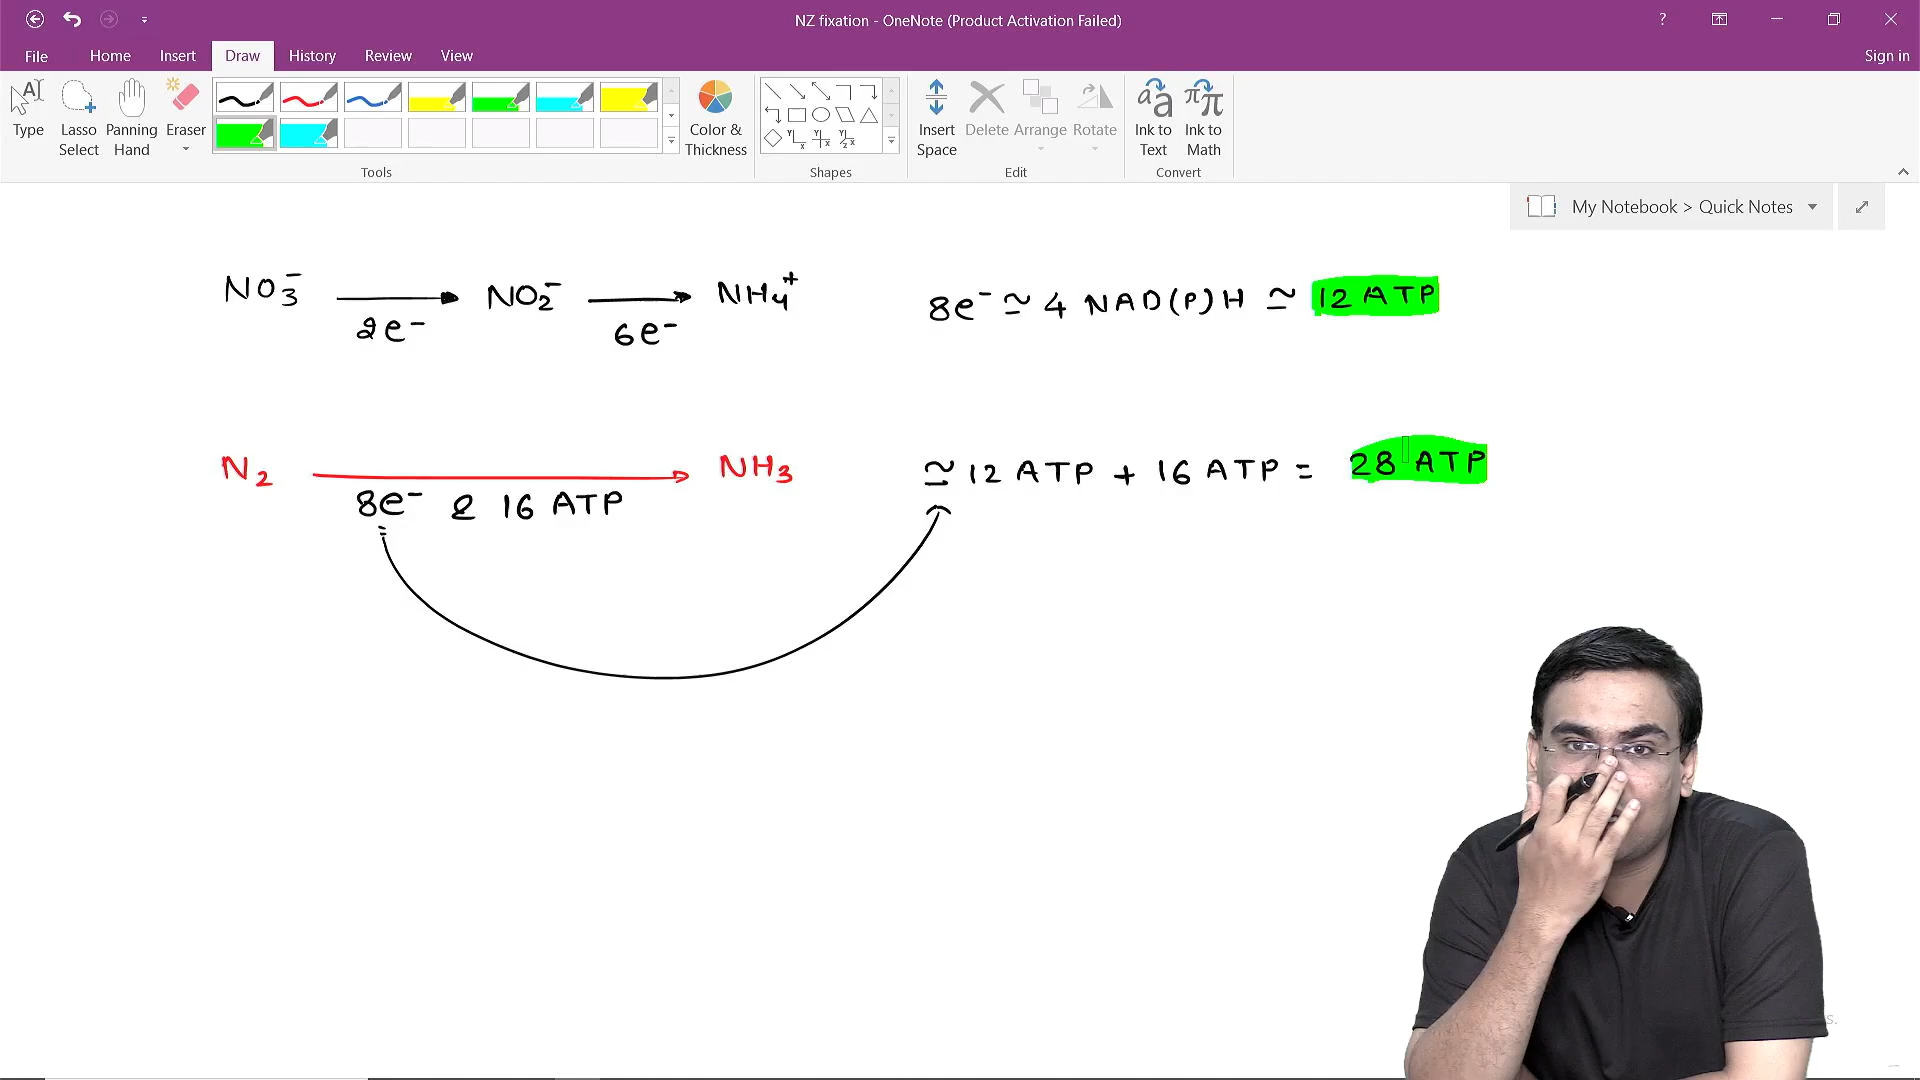 NZ fixation - OneNote (Product Activation Failed)
?
File Home Insert Draw History Review View Sign in
Type
Lasso Select
Panning Hand
Eraser
Color & Thickness
Insert Space
Delete
Arrange
Rotate
Ink to Text
Ink to Math
Tools Shapes Edit Convert
My Notebook > Quick Notes
NO₃⁻ → NO₂⁻ → NH₄⁺ 8e⁻ ≃ 4 NAD(P)H ≃ 12 ATP
2e⁻ 6e⁻
N₂ → NH₃ ≃ 12 ATP + 16 ATP = 28 ATP
8e⁻ & 16 ATP